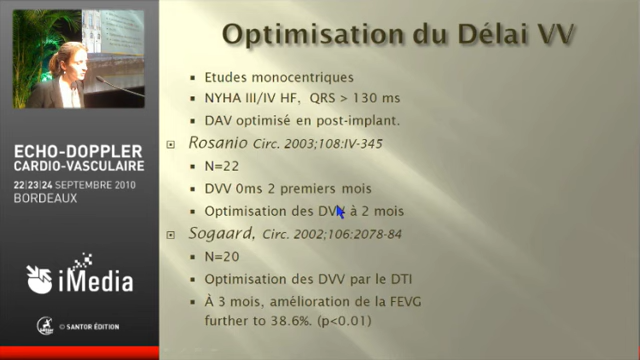 Optimisation du Délai VV
Etudes monocentriques
NYHA III/IV HF, QRS > 130 ms
DAV optimisé en post-implant.
Rosanio Circ. 2003;108:IV-345
N=22
DVV 0ms 2 premiers mois
Optimisation des DVV à 2 mois
Sogaard, Circ. 2002;106:2078-84
N=20
Optimisation des DVV par le DTI
À 3 mois, amélioration de la FEVG
further to 38.6%. (p<0.01)
ECHO-DOPPLER
CARDIO-VASCULAIRE
22|23|24 SEPTEMBRE 2010
BORDEAUX
iMedia
© SANTOR ÉDITION